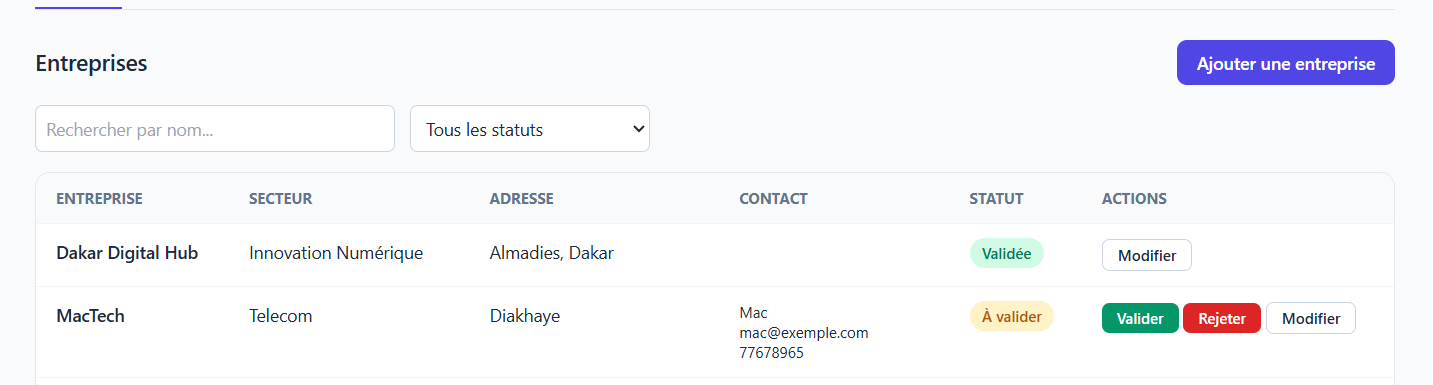 Entreprises
Ajouter une entreprise
Rechercher par nom...
Tous les statuts
ENTREPRISE SECTEUR ADRESSE CONTACT STATUT ACTIONS
Dakar Digital Hub Innovation Numérique Almadies, Dakar Validée Modifier
MacTech Telecom Diakhaye Mac À valider Valider Rejeter Modifier
mac@exemple.com
77678965